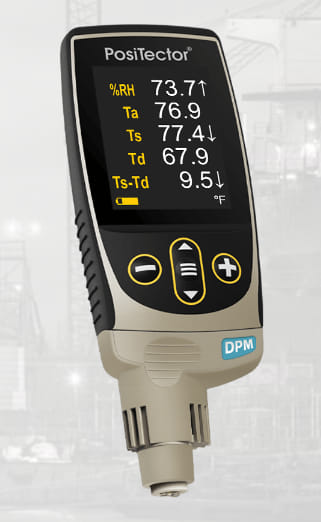 PosiTector®
%RH 73.7↑
Ta 76.9
Ts 77.4↓
Td 67.9
Ts-Td 9.5↓
°F
DPM